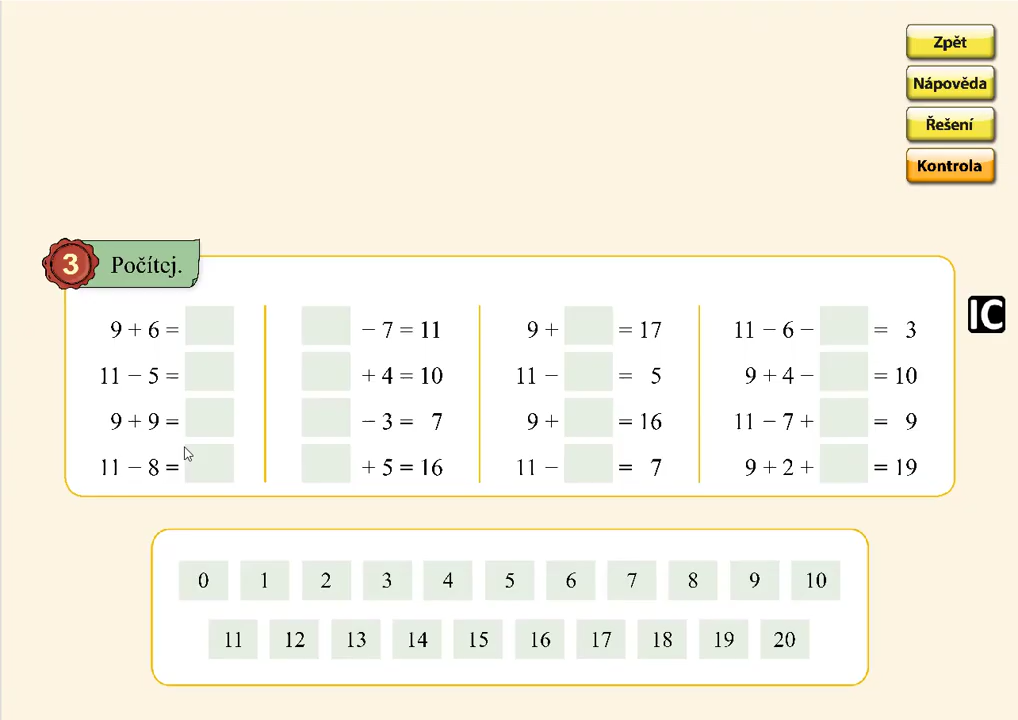 Zpět
Nápověda
Řešení
Kontrola
3 Počítej.
9 + 6 = − 7 = 11 9 + = 17 11 − 6 − = 3
11 − 5 = + 4 = 10 11 − = 5 9 + 4 − = 10
9 + 9 = − 3 = 7 9 + = 16 11 − 7 + = 9
11 − 8 = + 5 = 16 11 − = 7 9 + 2 + = 19
IC
0 1 2 3 4 5 6 7 8 9 10
11 12 13 14 15 16 17 18 19 20